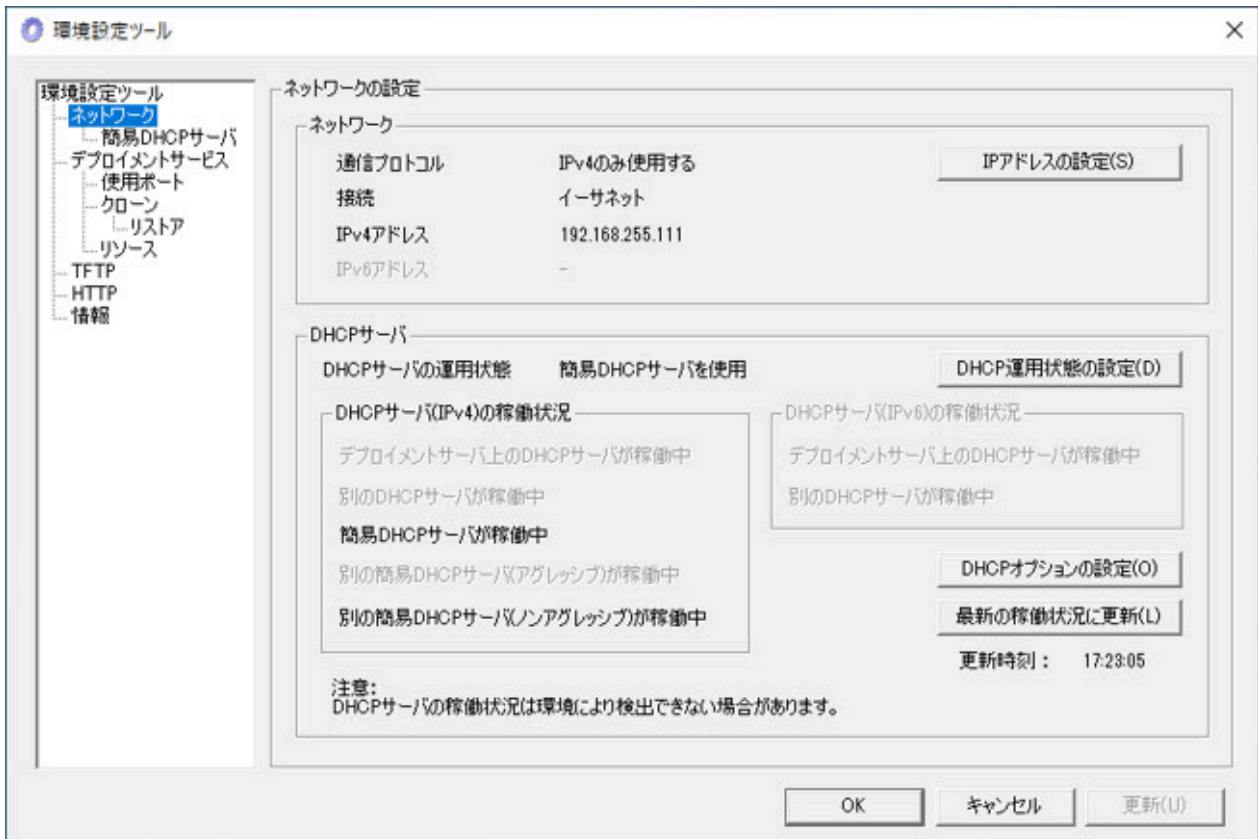 環境設定ツール
環境設定ツール
ネットワーク
簡易DHCPサーバ
デプロイメントサービス
使用ポート
クローン
リストア
リソース
TFTP
HTTP
情報
ネットワークの設定
ネットワーク
通信プロトコル IPv4のみ使用する IPアドレスの設定(S)
接続 イーサネット
IPv4アドレス 192.168.255.111
IPv6アドレス -
DHCPサーバ
DHCPサーバの運用状態 簡易DHCPサーバを使用 DHCP運用状態の設定(D)
DHCPサーバ(IPv4)の稼働状況
デプロイメントサーバ上のDHCPサーバが稼働中
別のDHCPサーバが稼働中
簡易DHCPサーバが稼働中
別の簡易DHCPサーバ(アグレッシブ)が稼働中
別の簡易DHCPサーバ(ノンアグレッシブ)が稼働中
DHCPサーバ(IPv6)の稼働状況
デプロイメントサーバ上のDHCPサーバが稼働中
別のDHCPサーバが稼働中
DHCPオプションの設定(O)
最新の稼働状況に更新(L)
更新時刻： 17:23:05
注意:
DHCPサーバの稼働状況は環境により検出できない場合があります。
OK キャンセル 更新(U)